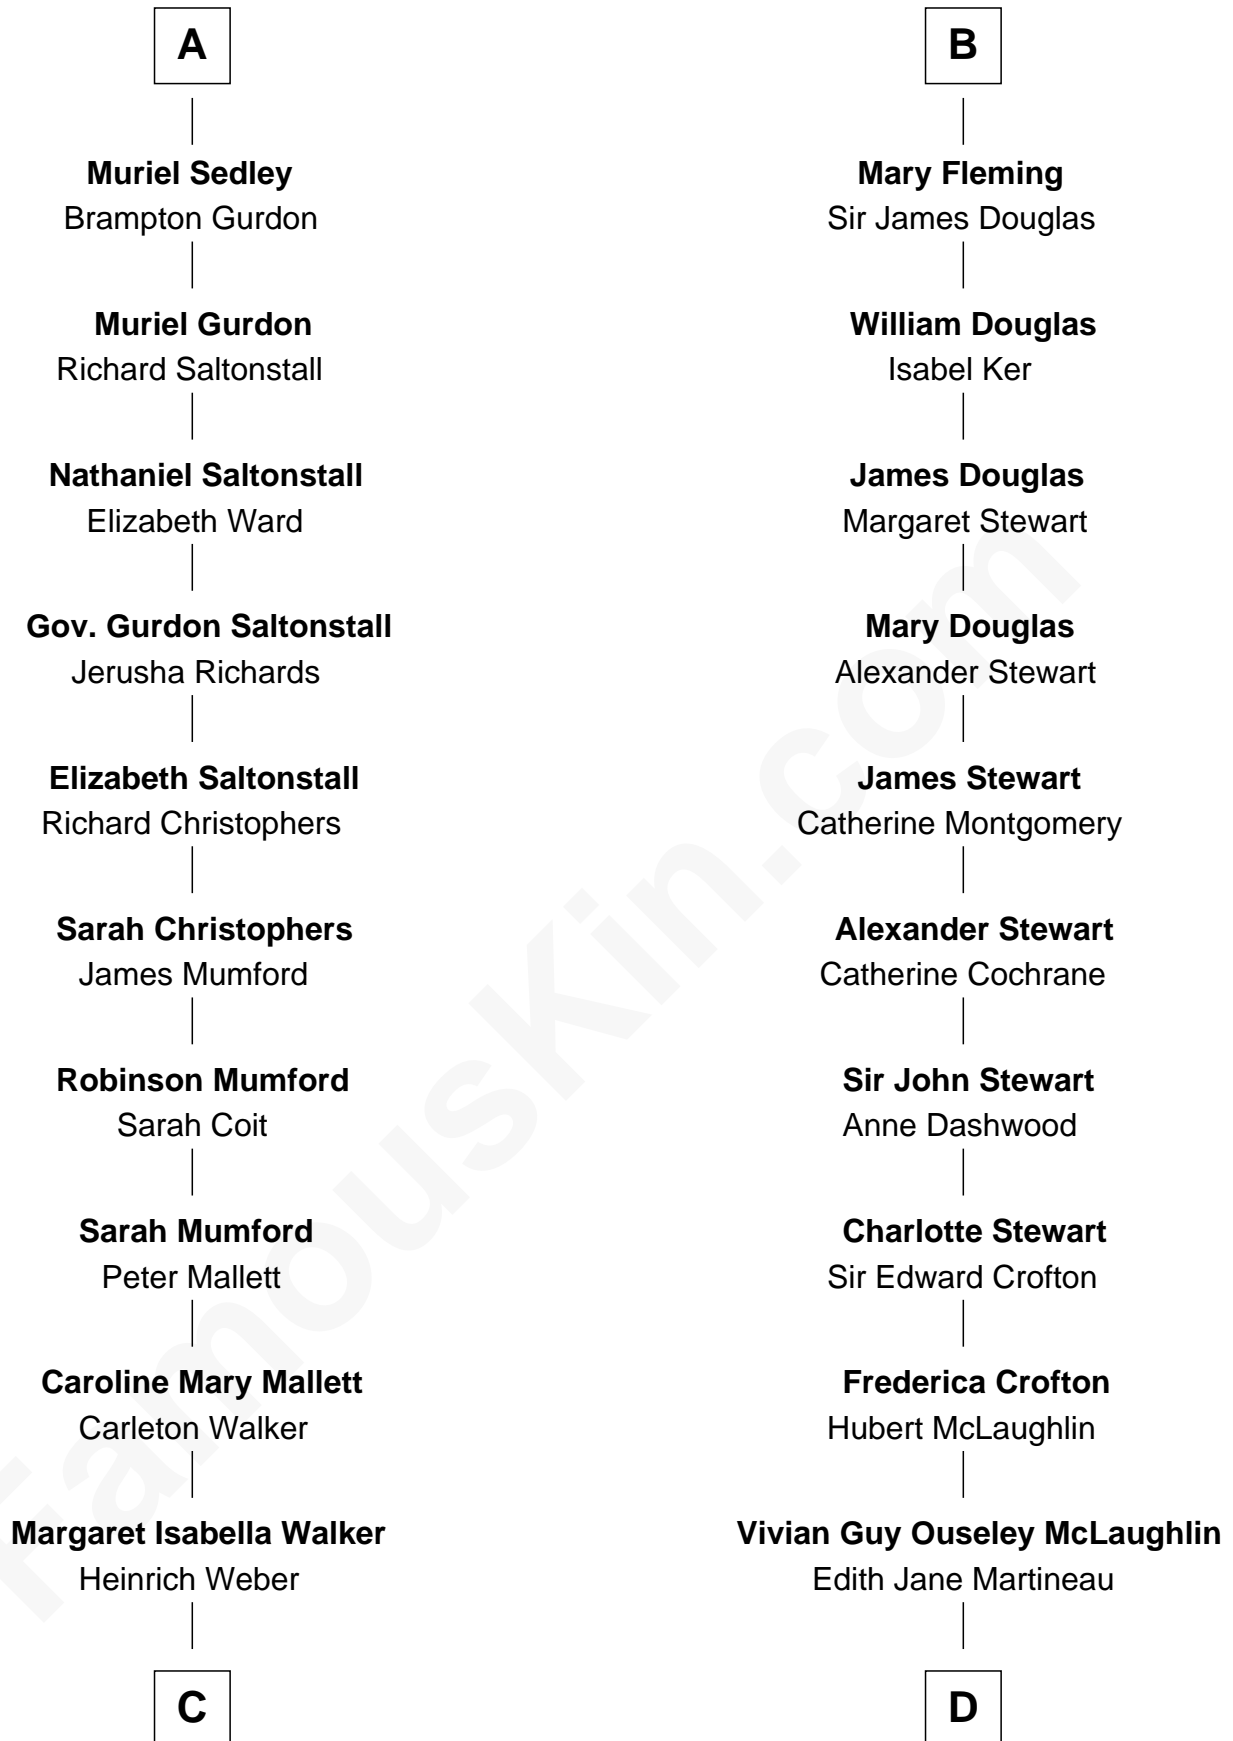 A
Muriel Sedley
Brampton Gurdon
Muriel Gurdon
Richard Saltonstall
Nathaniel Saltonstall
Elizabeth Ward
Gov. Gurdon Saltonstall
Jerusha Richards
Elizabeth Saltonstall
Richard Christophers
Sarah Christophers
James Mumford
Robinson Mumford
Sarah Coit
Sarah Mumford
Peter Mallett
Caroline Mary Mallett
Carleton Walker
Margaret Isabella Walker
Heinrich Weber
C
B
Mary Fleming
Sir James Douglas
William Douglas
Isabel Ker
James Douglas
Margaret Stewart
Mary Douglas
Alexander Stewart
James Stewart
Catherine Montgomery
Alexander Stewart
Catherine Cochrane
Sir John Stewart
Anne Dashwood
Charlotte Stewart
Sir Edward Crofton
Frederica Crofton
Hubert McLaughlin
Vivian Guy Ouseley McLaughlin
Edith Jane Martineau
D
FamousKin.com